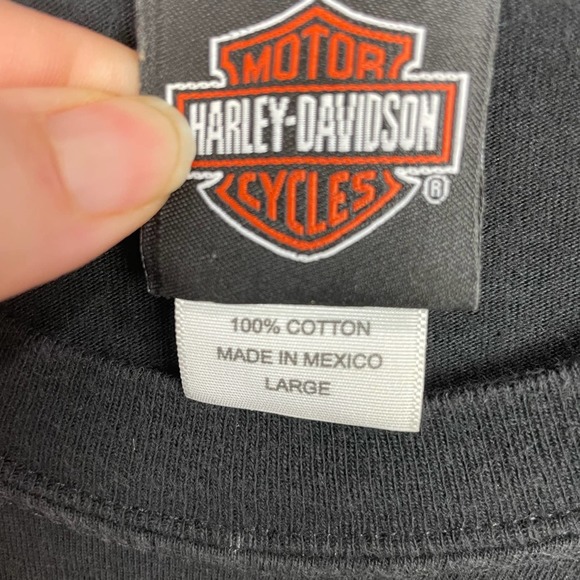 MOTOR
HARLEY-DAVIDSON
CYCLES
®
100% COTTON
MADE IN MEXICO
LARGE